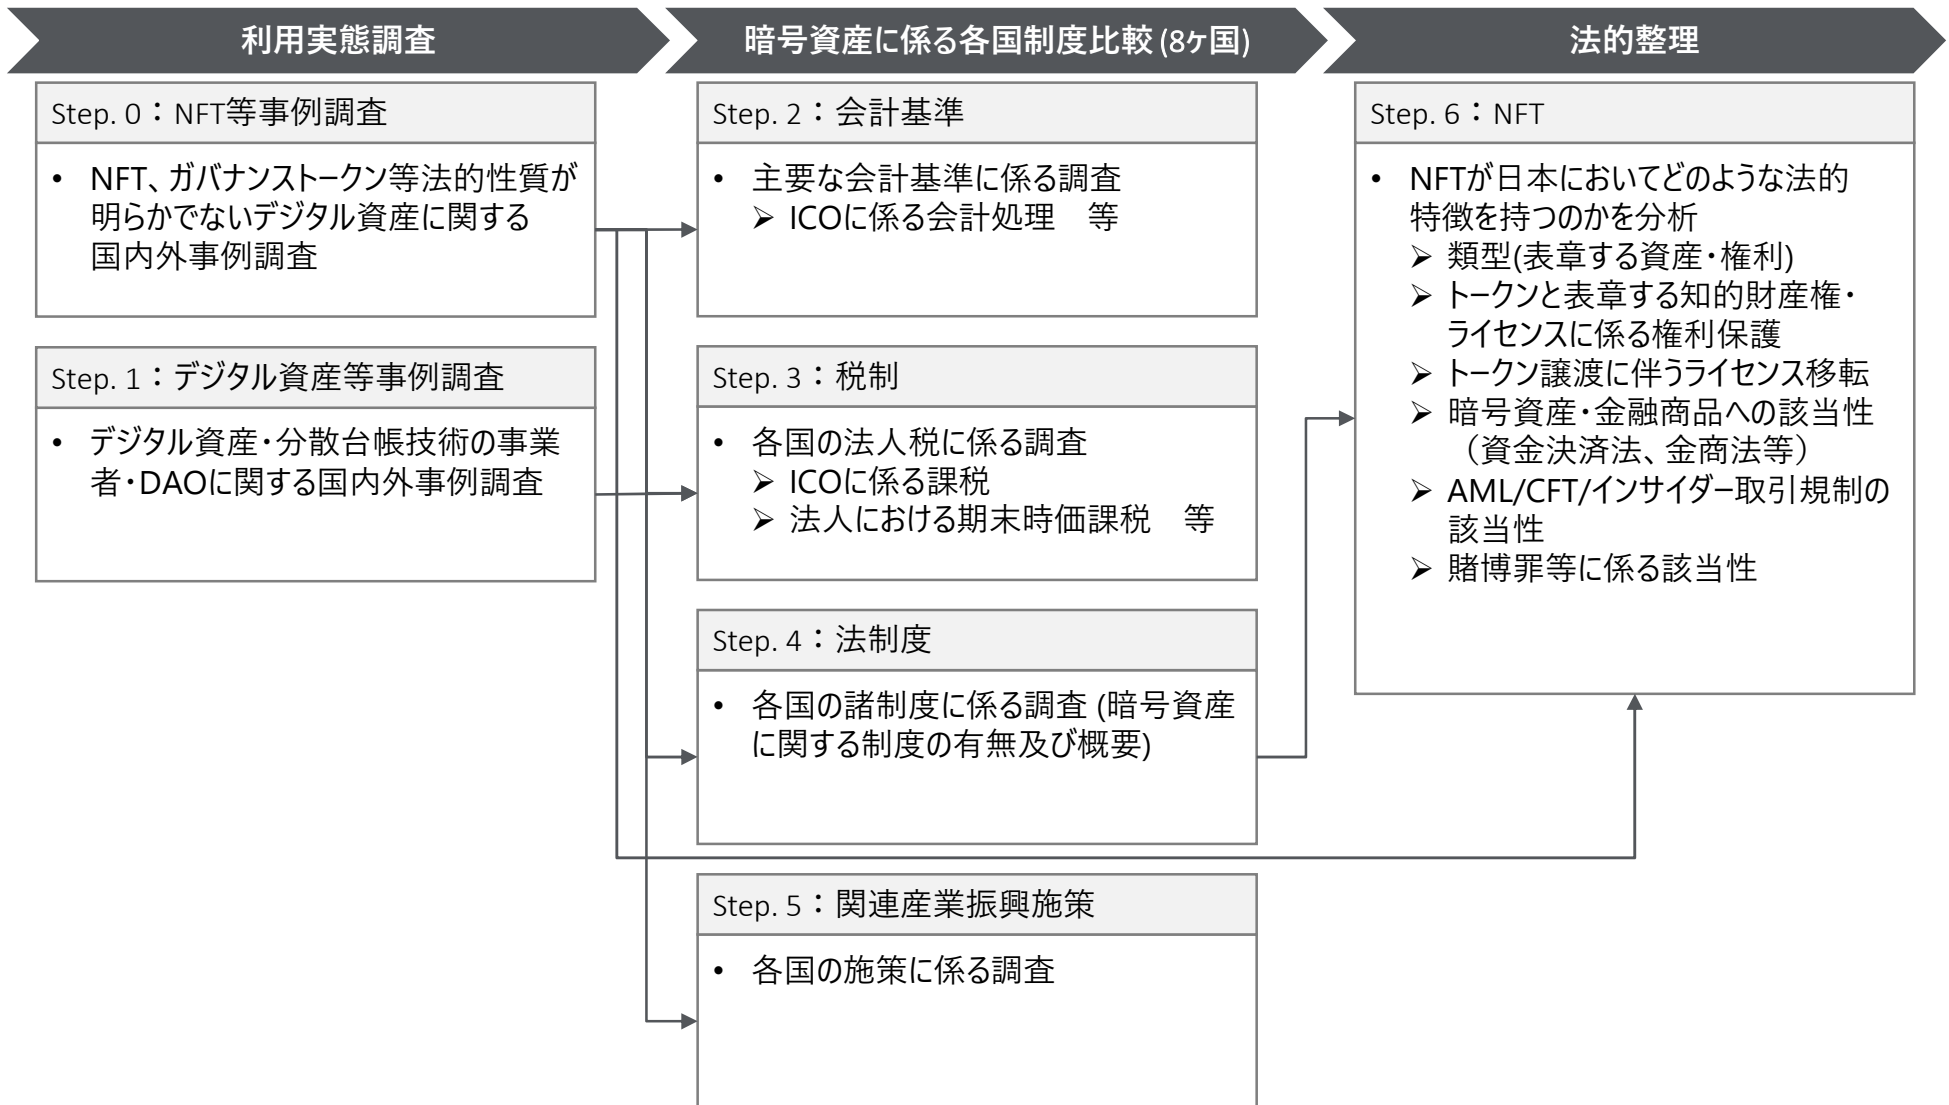 利用実態調査
暗号資産に係る各国制度比較 (8ヶ国)
法的整理
Step. 0：NFT等事例調査
• NFT、ガバナンストークン等法的性質が
明らかでないデジタル資産に関する
国内外事例調査
Step. 1：デジタル資産等事例調査
• デジタル資産・分散台帳技術の事業
者・DAOに関する国内外事例調査
Step. 2：会計基準
• 主要な会計基準に係る調査
➢ ICOに係る会計処理　等
Step. 3：税制
• 各国の法人税に係る調査
➢ ICOに係る課税
➢ 法人における期末時価課税　等
Step. 4：法制度
• 各国の諸制度に係る調査 (暗号資産
に関する制度の有無及び概要)
Step. 5：関連産業振興施策
• 各国の施策に係る調査
Step. 6：NFT
• NFTが日本においてどのような法的
特徴を持つのかを分析
➢ 類型(表章する資産・権利)
➢ トークンと表章する知的財産権・
ライセンスに係る権利保護
➢ トークン譲渡に伴うライセンス移転
➢ 暗号資産・金融商品への該当性
（資金決済法、金商法等）
➢ AML/CFT/インサイダー取引規制の
該当性
➢ 賭博罪等に係る該当性